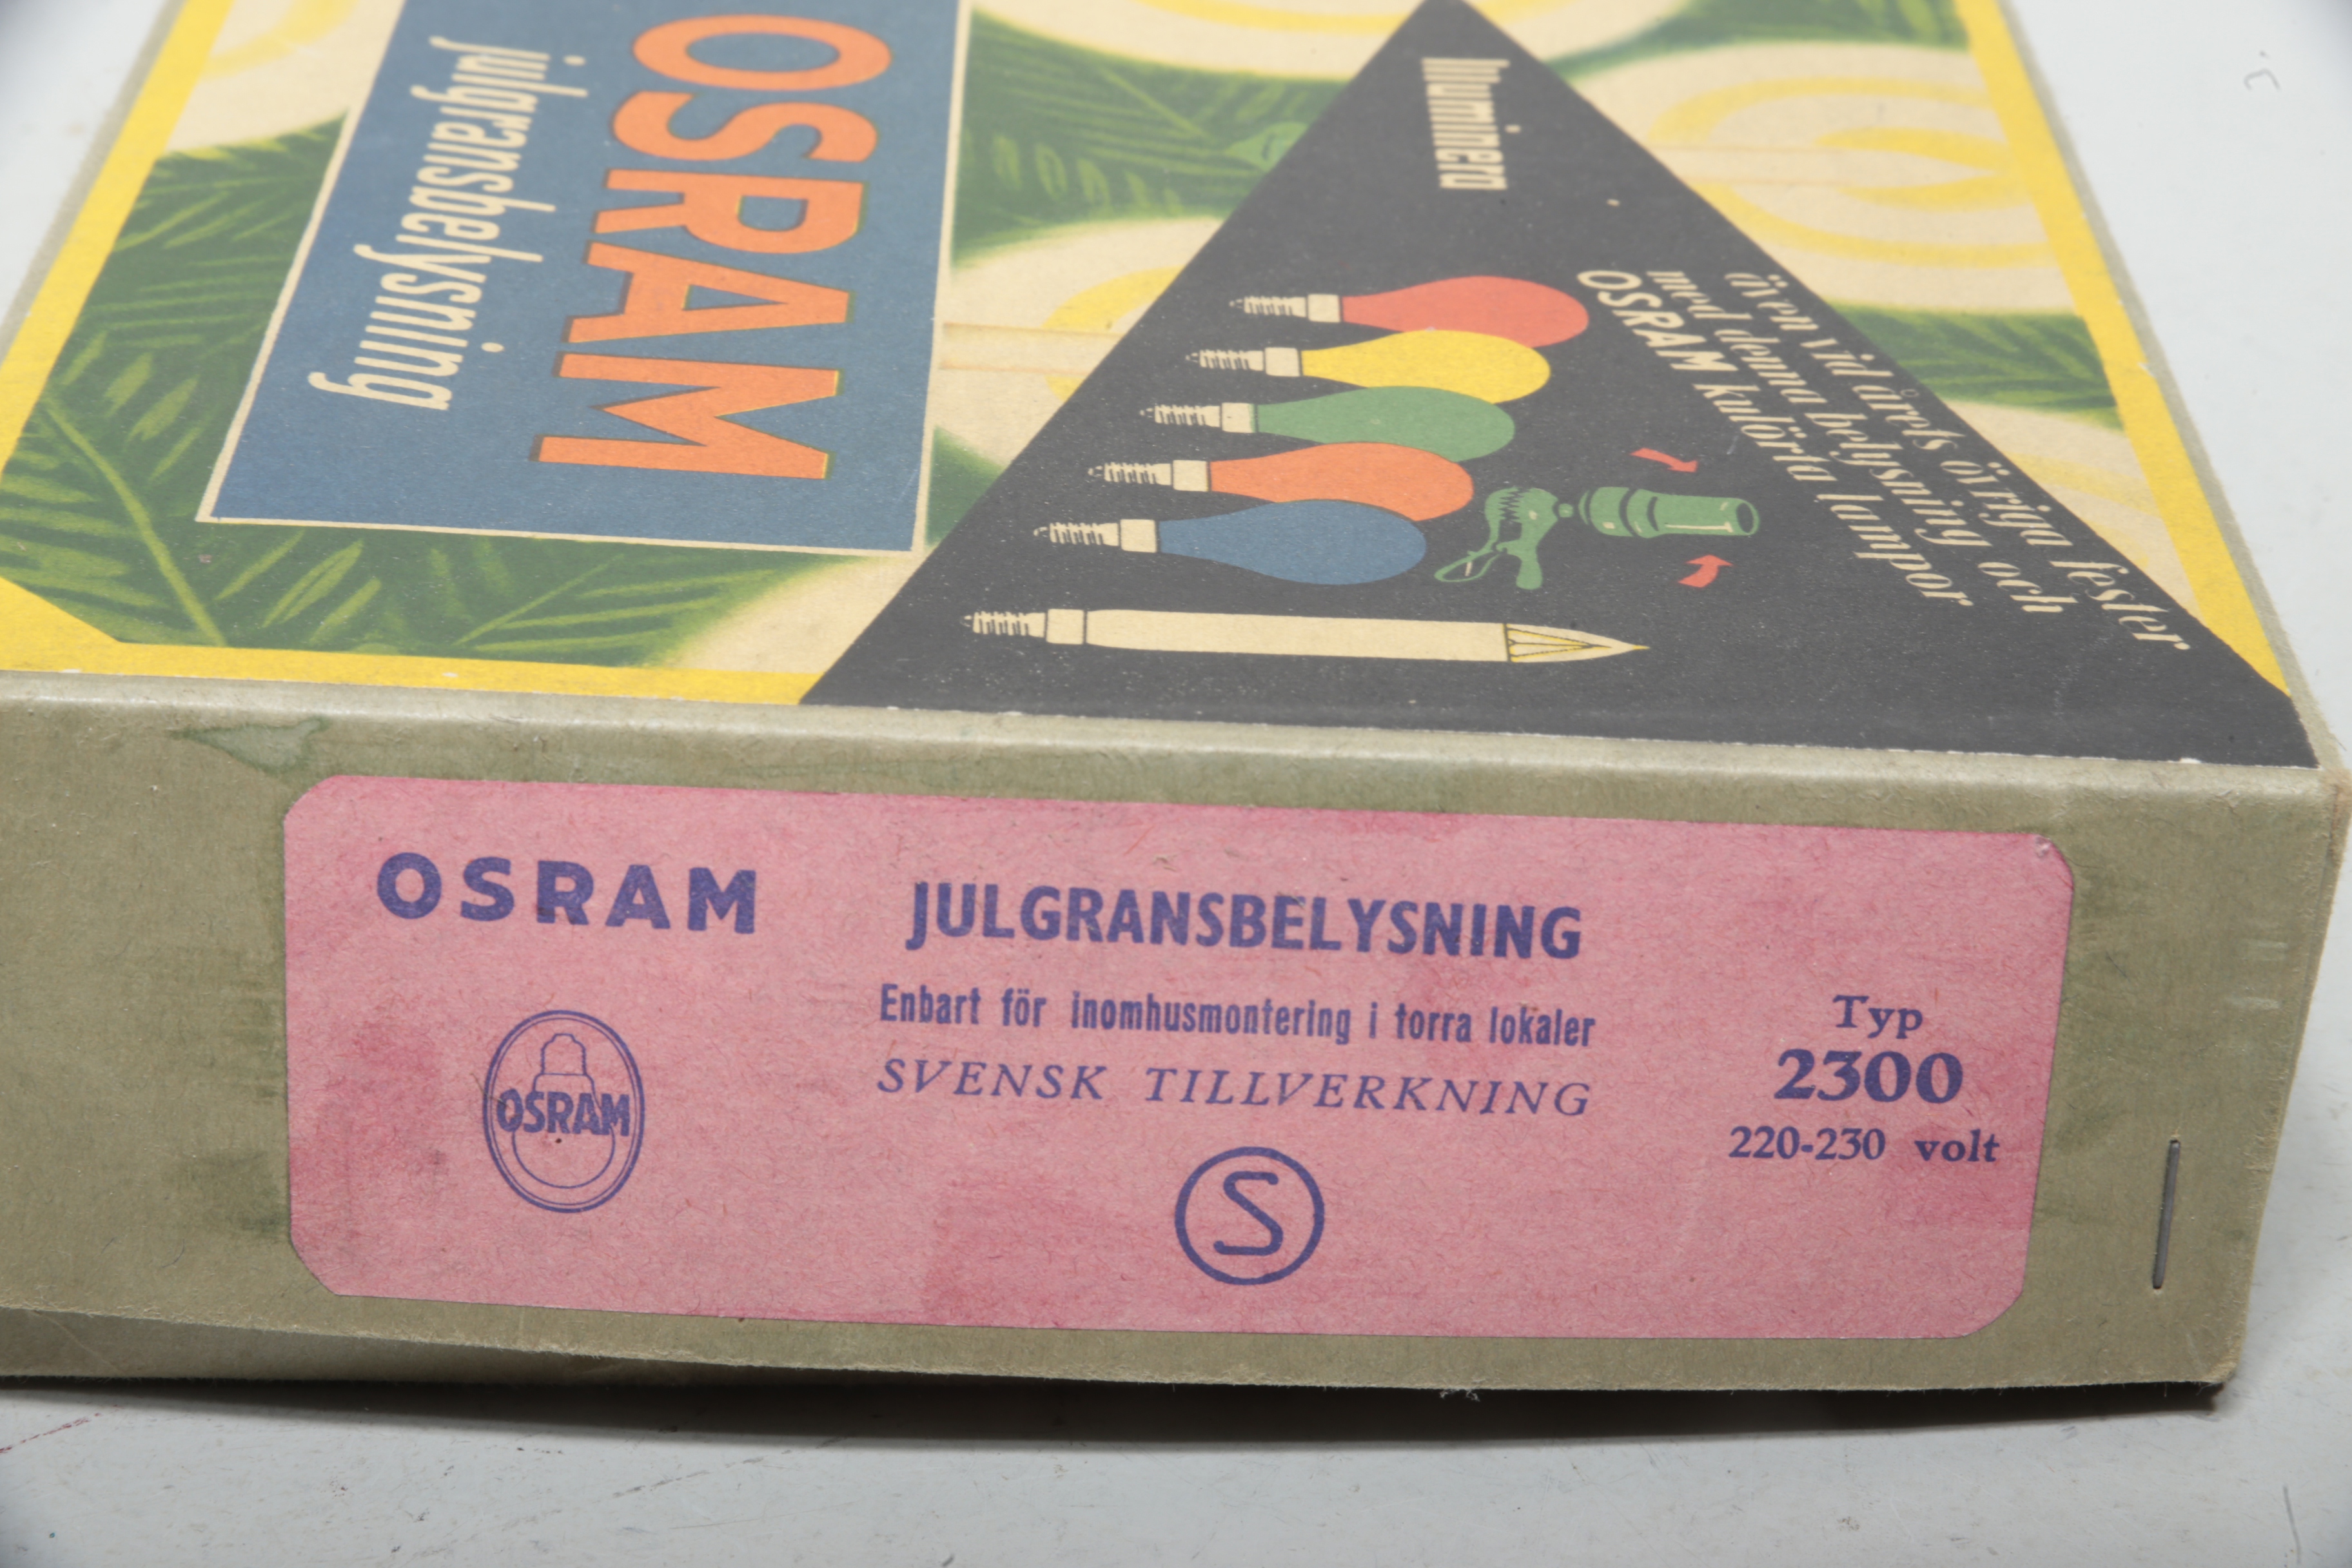 OSRAM
julgransbelysning
Illuminera
även vid årets övriga fester
med denna belysning och
OSRAM knörta lampor
OSRAM
JULGRANSBELYSNING
Enbart för inomhusmontering i torra lokaler
SVENSK TILLVERKNING
OSRAM
S
Typ
2300
220-230 volt